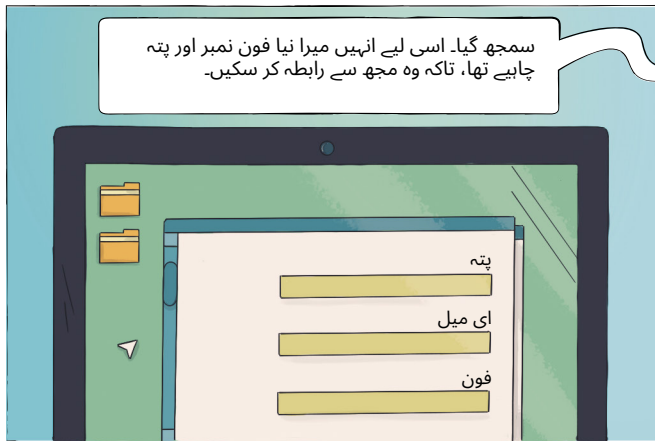 سمجھ گیا۔ اسی لیے انہیں میرا نیا فون نمبر اور پتہ
چاہیے تھا، تاکہ وہ مجھ سے رابطہ کر سکیں۔
پتہ
ای میل
فون